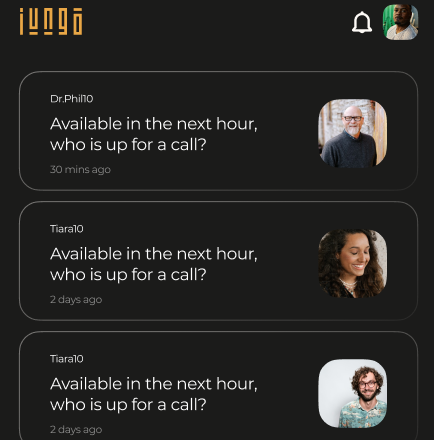 jungo
Dr.Phil10
Available in the next hour,
who is up for a call?
30 mins ago
Tiara10
Available in the next hour,
who is up for a call?
2 days ago
Tiara10
Available in the next hour,
who is up for a call?
2 days ago